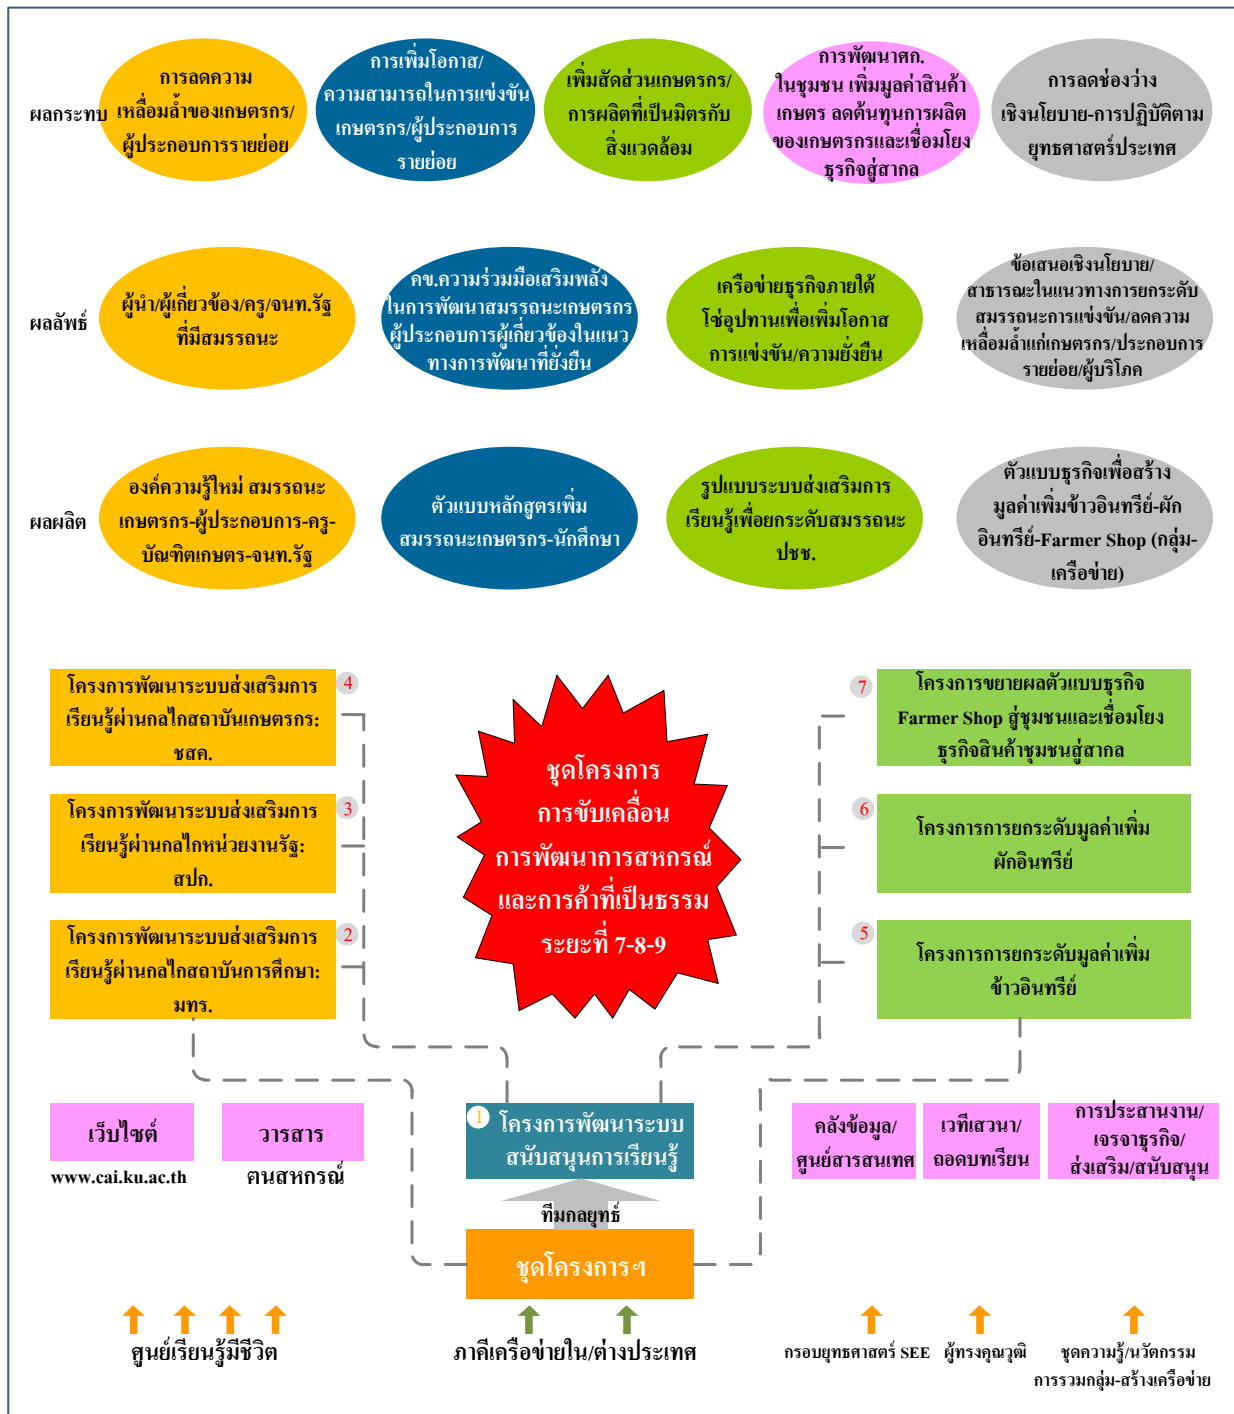 ผลกระทบ
การลดความ
เหลื่อมล้ำของเกษตรกร/
ผู้ประกอบการรายย่อย
การเพิ่มโอกาส/
ความสามารถในการแข่งขัน
เกษตรกร/ผู้ประกอบการ
รายย่อย
เพิ่มสัดส่วนเกษตรกร/
การผลิตที่เป็นมิตรกับ
สิ่งแวดล้อม
การพัฒนาศก.
ในชุมชน เพิ่มมูลค่าสินค้า
เกษตร ลดต้นทุนการผลิต
ของเกษตรกรและเชื่อมโยง
ธุรกิจสู่สากล
การลดช่องว่าง
เชิงนโยบาย-การปฏิบัติตาม
ยุทธศาสตร์ประเทศ
ผลลัพธ์
ผู้นำ/ผู้เกี่ยวข้อง/ครู/จนท.รัฐ
ที่มีสมรรถนะ
คข.ความร่วมมือเสริมพลัง
ในการพัฒนาสมรรถนะเกษตรกร
ผู้ประกอบการผู้เกี่ยวข้องในแนว
ทางการพัฒนาที่ยั่งยืน
เครือข่ายธุรกิจภายใต้
โซ่อุปทานเพื่อเพิ่มโอกาส
การแข่งขัน/ความยั่งยืน
ข้อเสนอเชิงนโยบาย/
สาธารณะในแนวทางการยกระดับ
สมรรถนะการแข่งขัน/ลดความ
เหลื่อมล้ำแก่เกษตรกร/ประกอบการ
รายย่อย/ผู้บริโภค
ผลผลิต
องค์ความรู้ใหม่ สมรรถนะ
เกษตรกร-ผู้ประกอบการ-ครู-
บัณฑิตเกษตร-จนท.รัฐ
ตัวแบบหลักสูตรเพิ่ม
สมรรถนะเกษตรกร-นักศึกษา
รูปแบบระบบส่งเสริมการ
เรียนรู้เพื่อยกระดับสมรรถนะ
ปชช.
ตัวแบบธุรกิจเพื่อสร้าง
มูลค่าเพิ่มข้าวอินทรีย์-ผัก
อินทรีย์-Farmer Shop (กลุ่ม-
เครือข่าย)
4
โครงการพัฒนาระบบส่งเสริมการ
เรียนรู้ผ่านกลไกสถาบันเกษตรกร:
ชสค.
3
โครงการพัฒนาระบบส่งเสริมการ
เรียนรู้ผ่านกลไกหน่วยงานรัฐ:
สปก.
2
โครงการพัฒนาระบบส่งเสริมการ
เรียนรู้ผ่านกลไกสถาบันการศึกษา:
มทร.
ชุดโครงการ
การขับเคลื่อน
การพัฒนาการสหกรณ์
และการค้าที่เป็นธรรม
ระยะที่ 7-8-9
7
โครงการขยายผลตัวแบบธุรกิจ
Farmer Shop สู่ชุมชนและเชื่อมโยง
ธุรกิจสินค้าชุมชนสู่สากล
6
โครงการการยกระดับมูลค่าเพิ่ม
ผักอินทรีย์
5
โครงการการยกระดับมูลค่าเพิ่ม
ข้าวอินทรีย์
เว็บไซต์
www.cai.ku.ac.th
วารสาร
ฅนสหกรณ์
1
โครงการพัฒนาระบบ
สนับสนุนการเรียนรู้
ทีมกลยุทธ์
ชุดโครงการฯ
คลังข้อมูล/
ศูนย์สารสนเทศ
เวทีเสวนา/
ถอดบทเรียน
การประสานงาน/
เจรจาธุรกิจ/
ส่งเสริม/สนับสนุน
ศูนย์เรียนรู้มีชีวิต
ภาคีเครือข่ายใน/ต่างประเทศ
กรอบยุทธศาสตร์ SEE
ผู้ทรงคุณวุฒิ
ชุดความรู้/นวัตกรรม
การรวมกลุ่ม-สร้างเครือข่าย